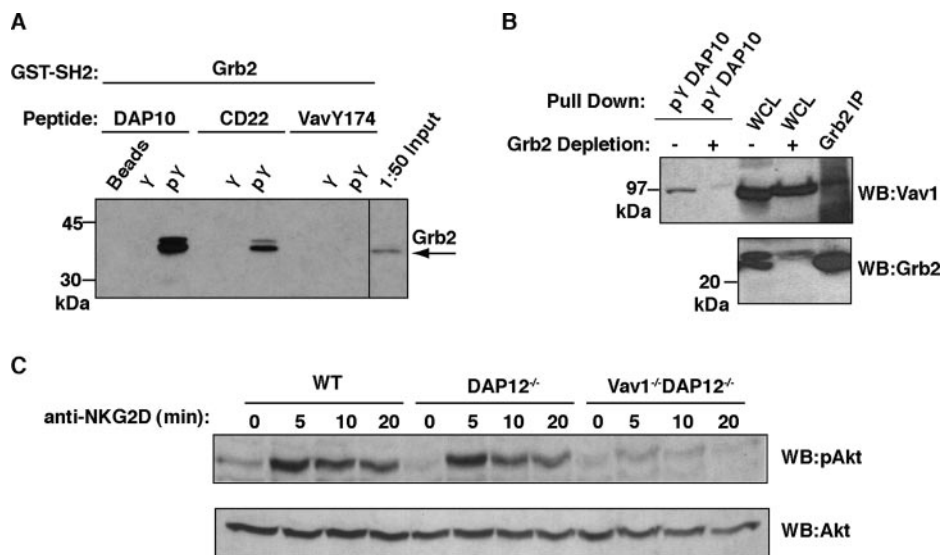 A
GST-SH2: Grb2
Peptide: DAP10 CD22 VavY174
Beads Y pY Y pY Y pY 1:50 Input
45
30
kDa
Grb2
B
Pull Down: pY DAP10 pY DAP10 WCL WCL Grb2 IP
Grb2 Depletion: - + - +
97
kDa
WB:Vav1
20
kDa
WB:Grb2
C
WT DAP12-/- Vav1-/-DAP12-/-
anti-NKG2D (min): 0 5 10 20 0 5 10 20 0 5 10 20
WB:pAkt
WB:Akt